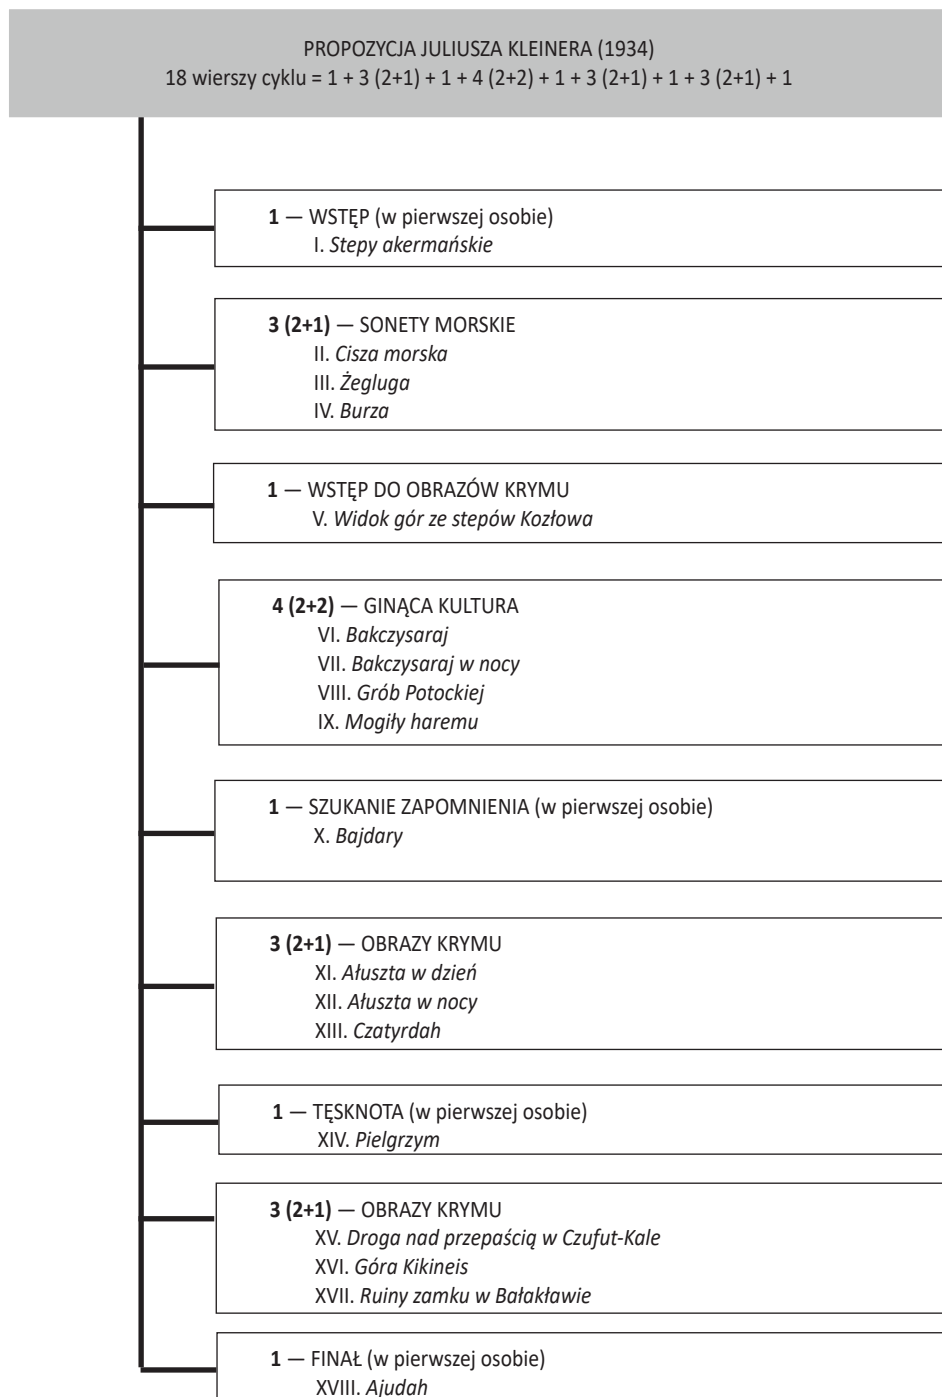 PROPOZYCJA JULIUSZA KLEINERA (1934)
18 wierszy cyklu = 1 + 3 (2+1) + 1 + 4 (2+2) + 1 + 3 (2+1) + 1 + 3 (2+1) + 1
1 — WSTĘP (w pierwszej osobie)
I. Stepy akermańskie
3 (2+1) — SONETY MORSKIE
II. Cisza morska
III. Żegluga
IV. Burza
1 — WSTĘP DO OBRAZÓW KRYMU
V. Widok gór ze stepów Kozłowa
4 (2+2) — GINĄCA KULTURA
VI. Bakczysaraj
VII. Bakczysaraj w nocy
VIII. Grób Potockiej
IX. Mogiły haremu
1 — SZUKANIE ZAPOMNIENIA (w pierwszej osobie)
X. Bajdary
3 (2+1) — OBRAZY KRYMU
XI. Ałuszta w dzień
XII. Ałuszta w nocy
XIII. Czatyrdah
1 — TĘSKNOTA (w pierwszej osobie)
XIV. Pielgrzym
3 (2+1) — OBRAZY KRYMU
XV. Droga nad przepaścią w Czufut-Kale
XVI. Góra Kikineis
XVII. Ruiny zamku w Bałakławie
1 — FINAŁ (w pierwszej osobie)
XVIII. Ajudah